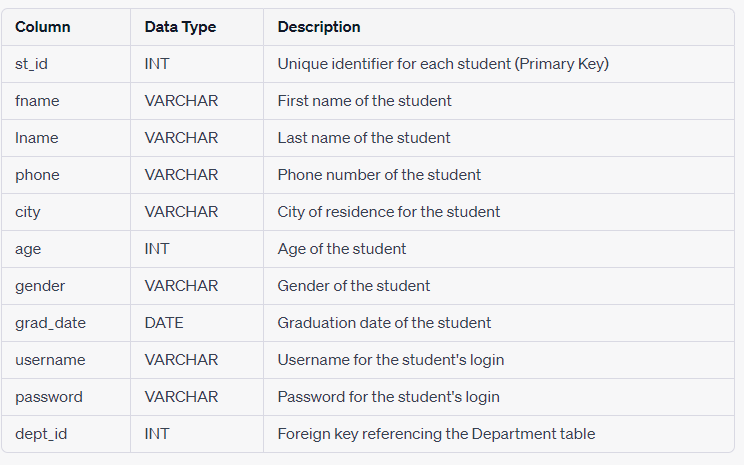 Column Data Type Description
st_id INT Unique identifier for each student (Primary Key)
fname VARCHAR First name of the student
lname VARCHAR Last name of the student
phone VARCHAR Phone number of the student
city VARCHAR City of residence for the student
age INT Age of the student
gender VARCHAR Gender of the student
grad_date DATE Graduation date of the student
username VARCHAR Username for the student's login
password VARCHAR Password for the student's login
dept_id INT Foreign key referencing the Department table